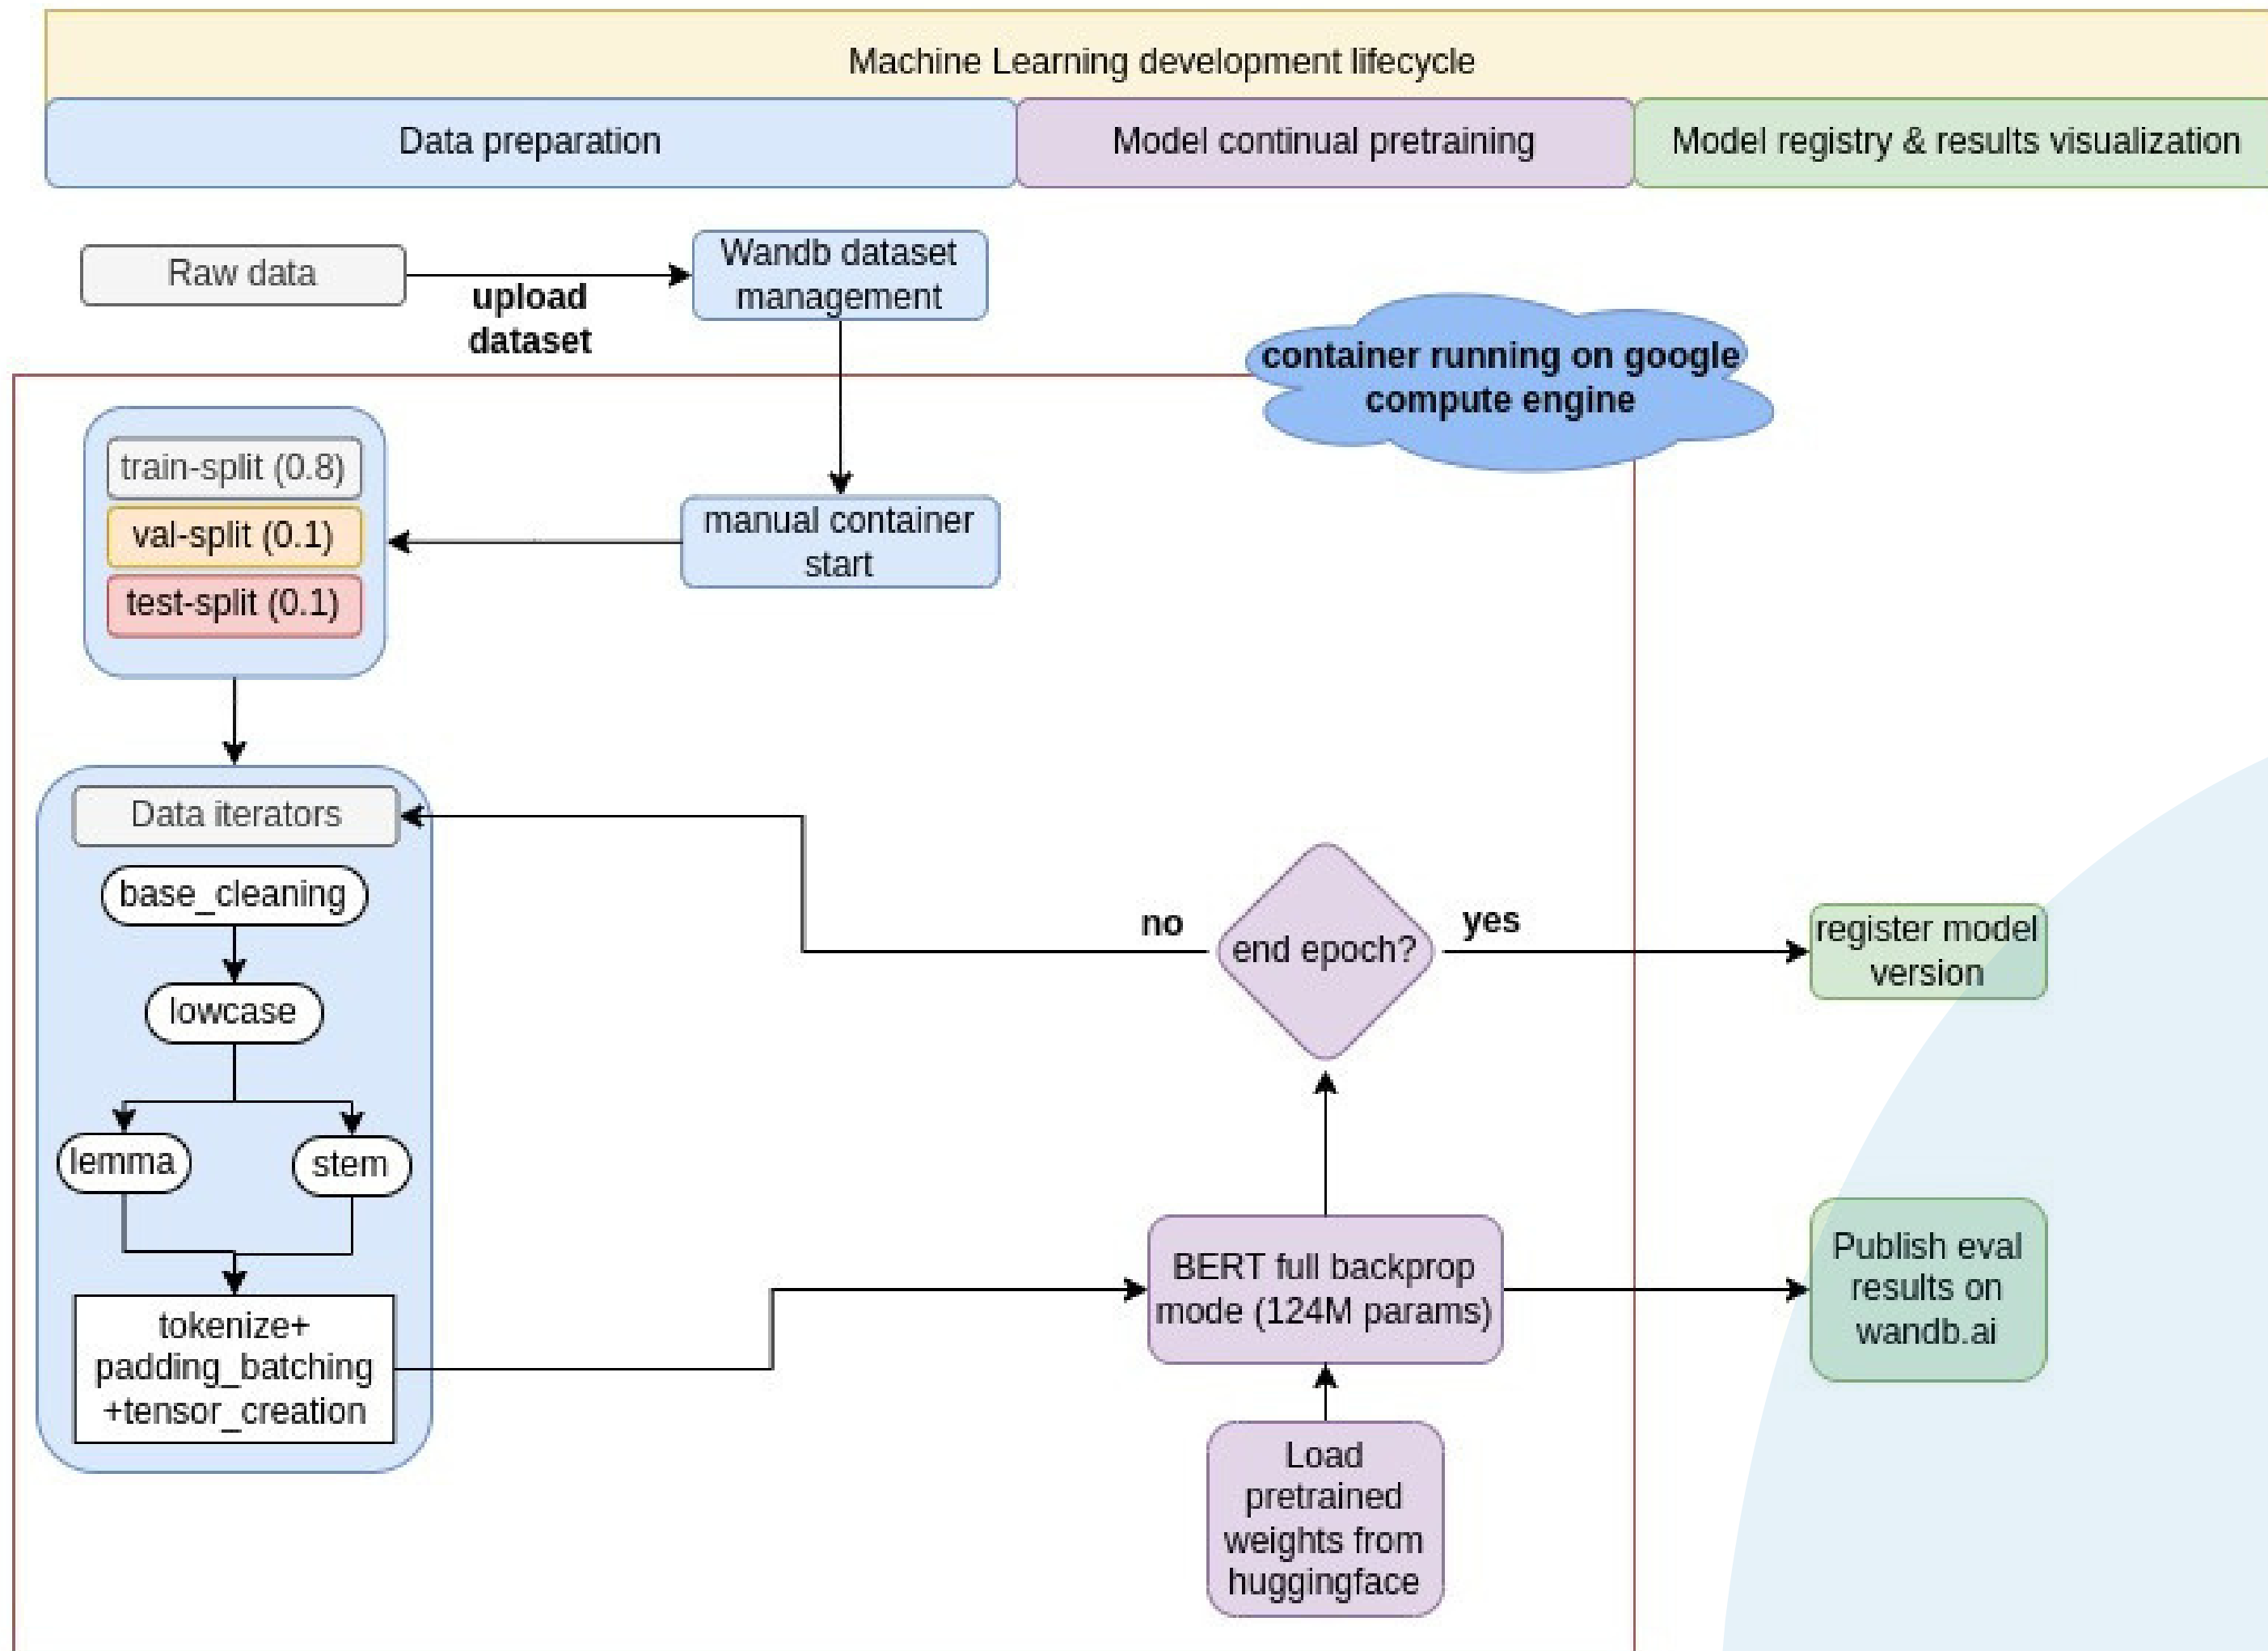 Machine Learning development lifecycle
Data preparation
Model continual pretraining
Model registry & results visualization
Raw data
upload
dataset
Wandb dataset
management
container running on google
compute engine
train-split (0.8)
val-split (0.1)
test-split (0.1)
manual container
start
Data iterators
base_cleaning
lowcase
lemma
stem
tokenize+
padding_batching
+tensor_creation
no
end epoch?
yes
register model
version
BERT full backprop
mode (124M params)
Publish eval
results on
wandb.ai
Load
pretrained
weights from
huggingface